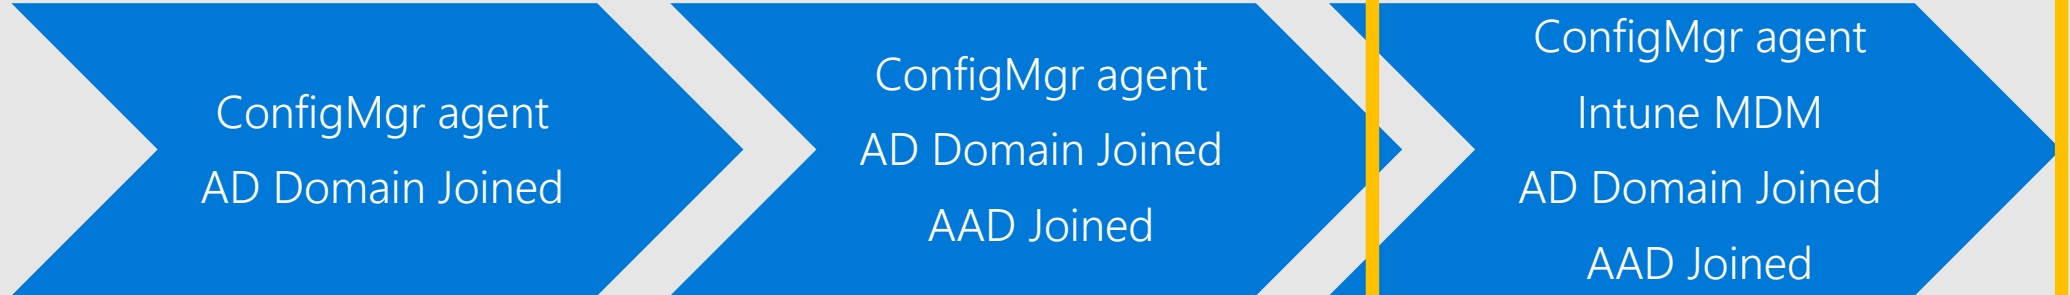 ConfigMgr agent
AD Domain Joined
ConfigMgr agent
AD Domain Joined
AAD Joined
ConfigMgr agent
Intune MDM
AD Domain Joined
AAD Joined